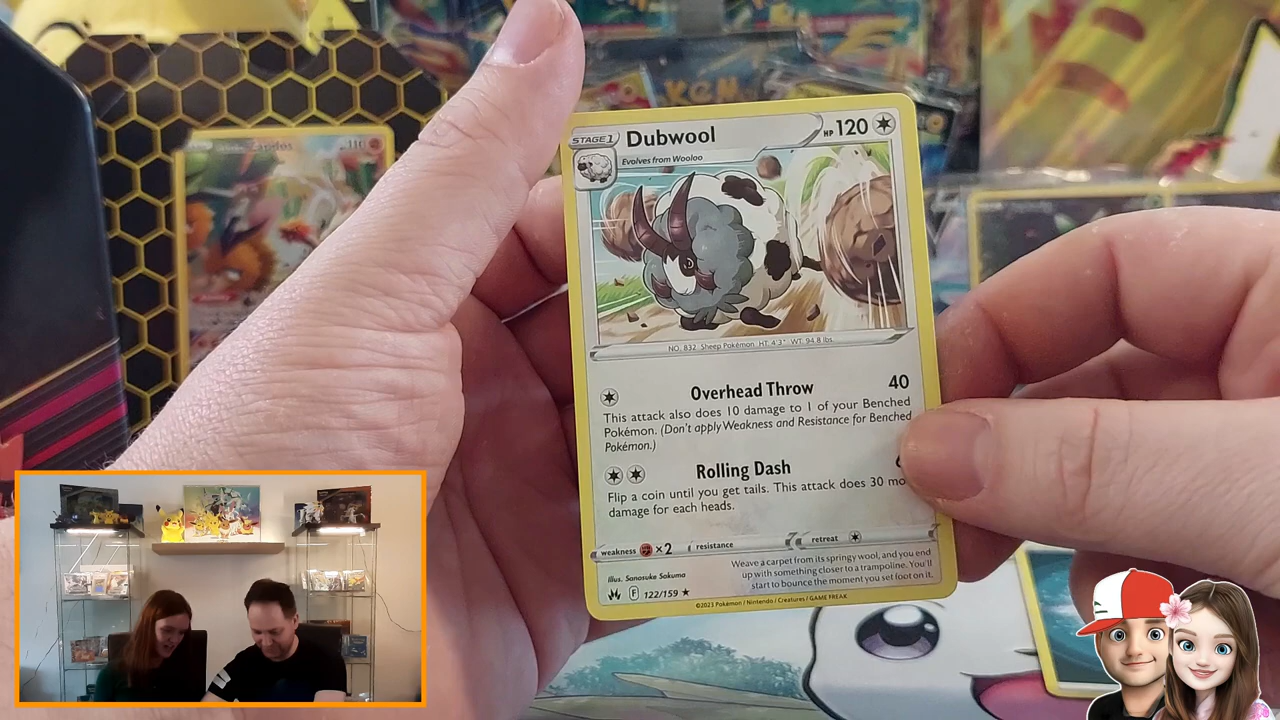 STAGE 1
Dubwool
HP 120
Evolves from Wooloo
NO. 832 Sheep Pokémon HT: 4'3" WT: 94.8 lbs.
Overhead Throw 40
This attack also does 10 damage to 1 of your Benched
Pokémon. (Don't apply Weakness and Resistance for Benched
Pokémon.)
Rolling Dash
Flip a coin until you get tails. This attack does 30 mo
damage for each heads.
weakness ×2 resistance retreat
Weave a carpet from its springy wool, and you end
up with something closer to a trampoline. You'll
start to bounce the moment you set foot on it.
Illus. Sanosuke Sakuma
F 122/159 ★
©2023 Pokémon / Nintendo / Creatures / GAME FREAK
Zapdos
110